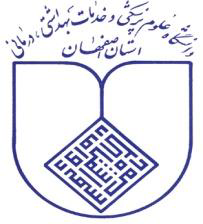 دانشگاه علوم پزشکی و خدمات بهداشتی، درمانی
استان اصفهان